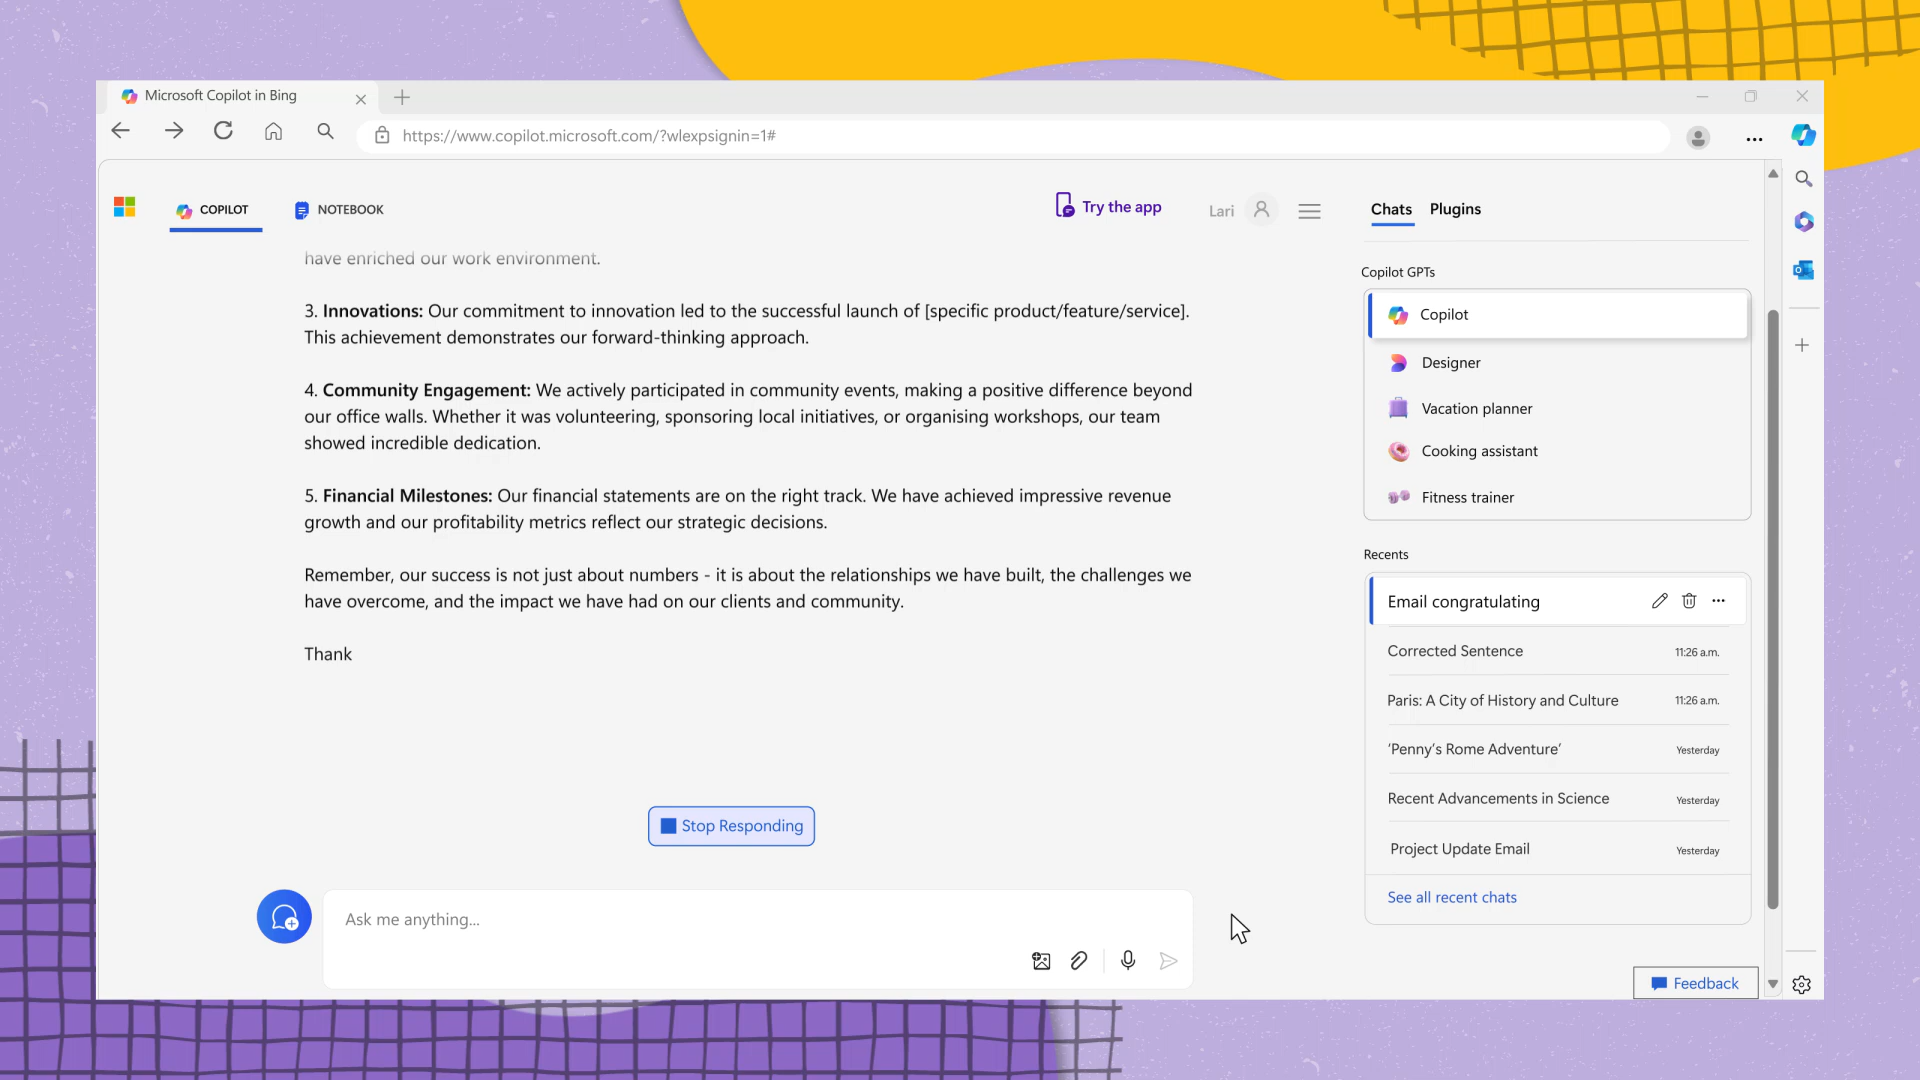 Microsoft Copilot in Bing
https://www.copilot.microsoft.com/?wlexpsignin=1#
COPILOT
NOTEBOOK
Try the app
Lari
Chats
Plugins
have enriched our work environment.
3. Innovations: Our commitment to innovation led to the successful launch of [specific product/feature/service].
This achievement demonstrates our forward-thinking approach.
4. Community Engagement: We actively participated in community events, making a positive difference beyond
our office walls. Whether it was volunteering, sponsoring local initiatives, or organising workshops, our team
showed incredible dedication.
5. Financial Milestones: Our financial statements are on the right track. We have achieved impressive revenue
growth and our profitability metrics reflect our strategic decisions.
Remember, our success is not just about numbers - it is about the relationships we have built, the challenges we
have overcome, and the impact we have had on our clients and community.
Thank
Stop Responding
Ask me anything...
Copilot GPTs
Copilot
Designer
Vacation planner
Cooking assistant
Fitness trainer
Recents
Email congratulating
Corrected Sentence 11:26 a.m.
Paris: A City of History and Culture 11:26 a.m.
‘Penny’s Rome Adventure’ Yesterday
Recent Advancements in Science Yesterday
Project Update Email Yesterday
See all recent chats
Feedback